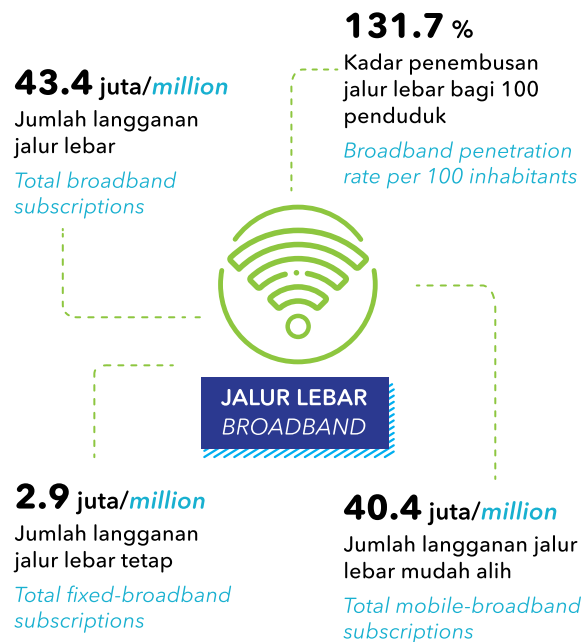 43.4 juta/million
Jumlah langganan
jalur lebar
Total broadband
subscriptions
131.7 %
Kadar penembusan
jalur lebar bagi 100
penduduk
Broadband penetration
rate per 100 inhabitants
JALUR LEBAR
BROADBAND
2.9 juta/million
Jumlah langganan
jalur lebar tetap
Total fixed-broadband
subscriptions
40.4 juta/million
Jumlah langganan jalur
lebar mudah alih
Total mobile-broadband
subscriptions